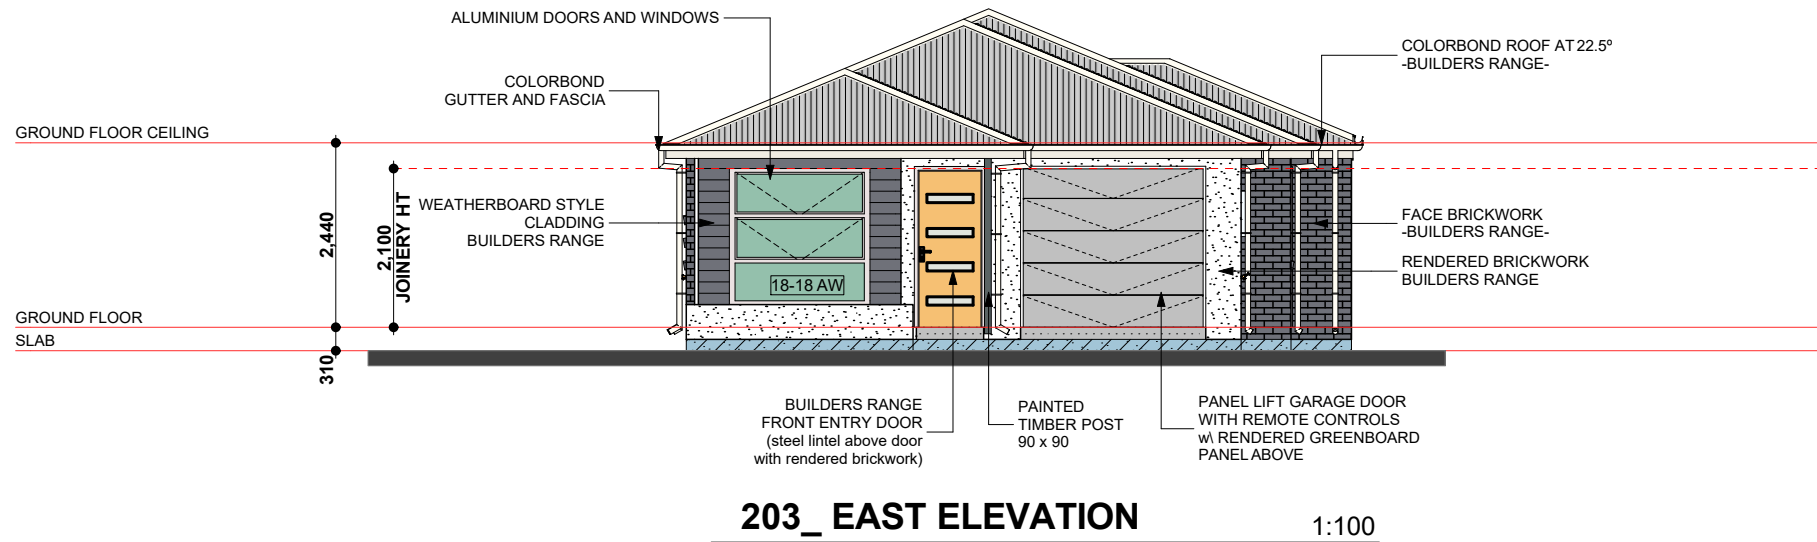 ALUMINIUM DOORS AND WINDOWS
COLORBOND
GUTTER AND FASCIA
COLORBOND ROOF AT 22.5º
-BUILDERS RANGE-
GROUND FLOOR CEILING
2,440
2,100
JOINERY HT
WEATHERBOARD STYLE
CLADDING
BUILDERS RANGE
18-18 AW
FACE BRICKWORK
-BUILDERS RANGE-
RENDERED BRICKWORK
BUILDERS RANGE
GROUND FLOOR
SLAB
310
BUILDERS RANGE
FRONT ENTRY DOOR
(steel lintel above door
with rendered brickwork)
PAINTED
TIMBER POST
90 x 90
PANEL LIFT GARAGE DOOR
WITH REMOTE CONTROLS
w\ RENDERED GREENBOARD
PANEL ABOVE
203_ EAST ELEVATION
1:100